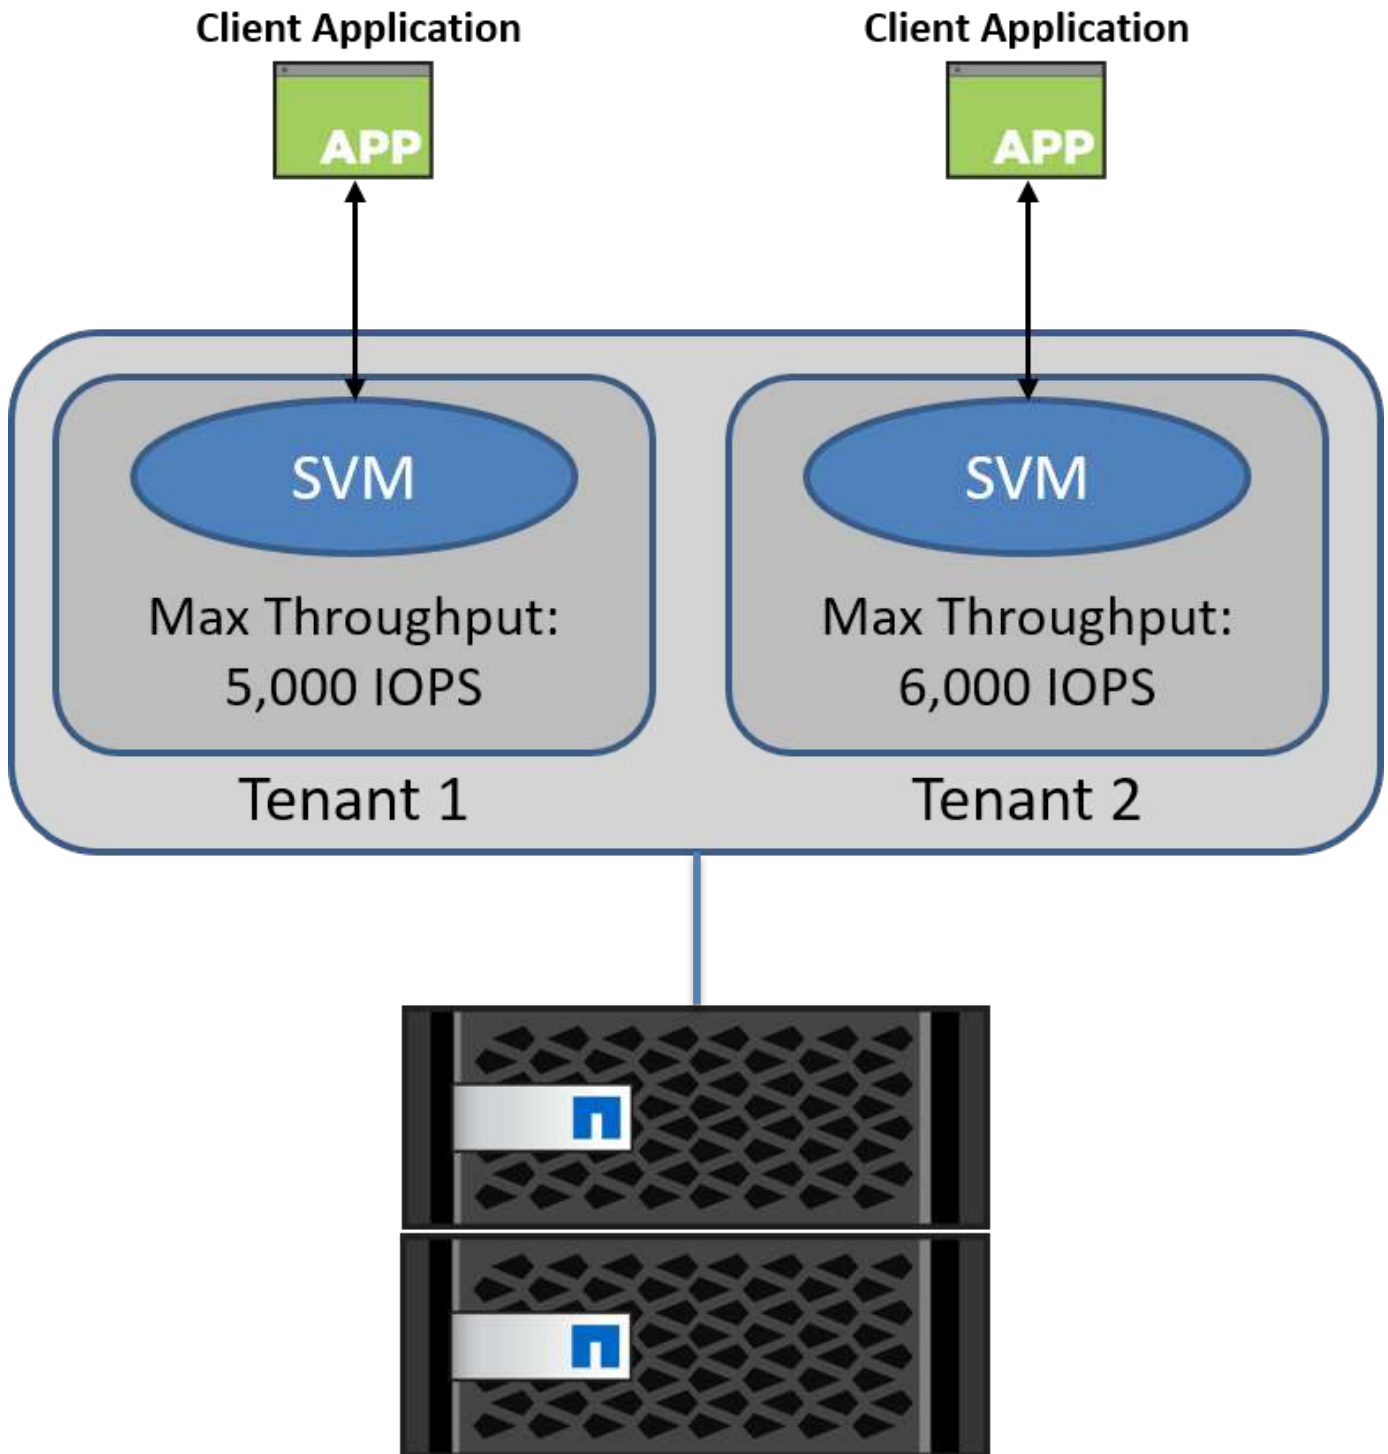 Client Application
Client Application
APP
APP
SVM
SVM
Max Throughput:
5,000 IOPS
Max Throughput:
6,000 IOPS
Tenant 1
Tenant 2